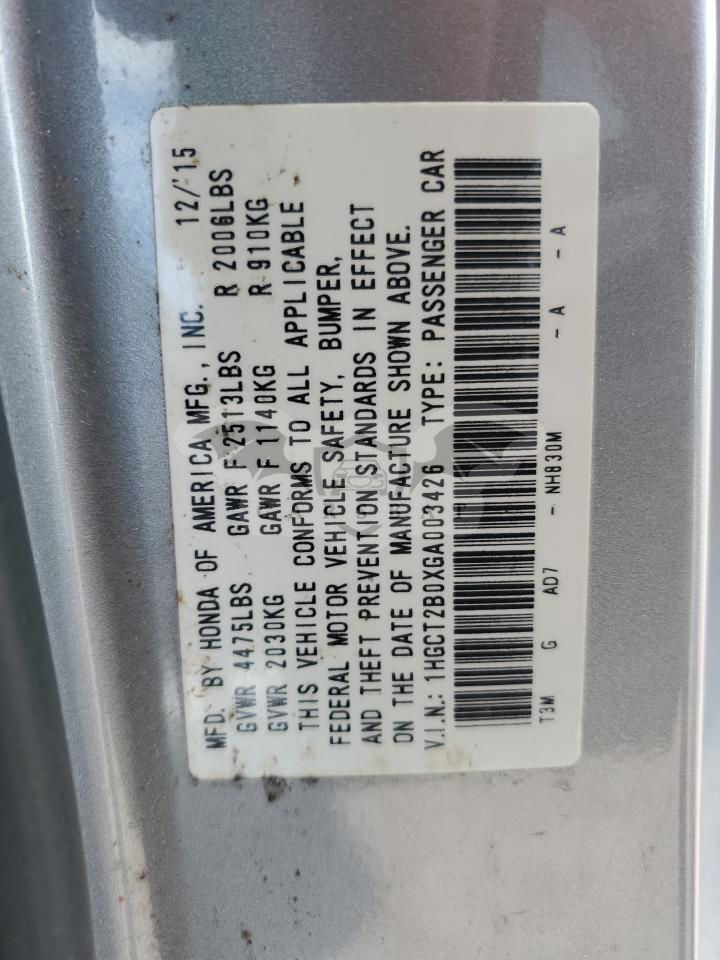 MFD. BY HONDA OF AMERICA MFG., INC. 12/'15
GVWR 4475LBS GAWR F 2513LBS R 2006LBS
GVWR 2030KG GAWR F 1140KG R 910KG
THIS VEHICLE CONFORMS TO ALL APPLICABLE
FEDERAL MOTOR VEHICLE SAFETY, BUMPER,
AND THEFT PREVENTION STANDARDS IN EFFECT
ON THE DATE OF MANUFACTURE SHOWN ABOVE.
V.I.N.: 1HGCT2B0XGA003426 TYPE: PASSENGER CAR
T3M G AD7 - NH830M - A - A